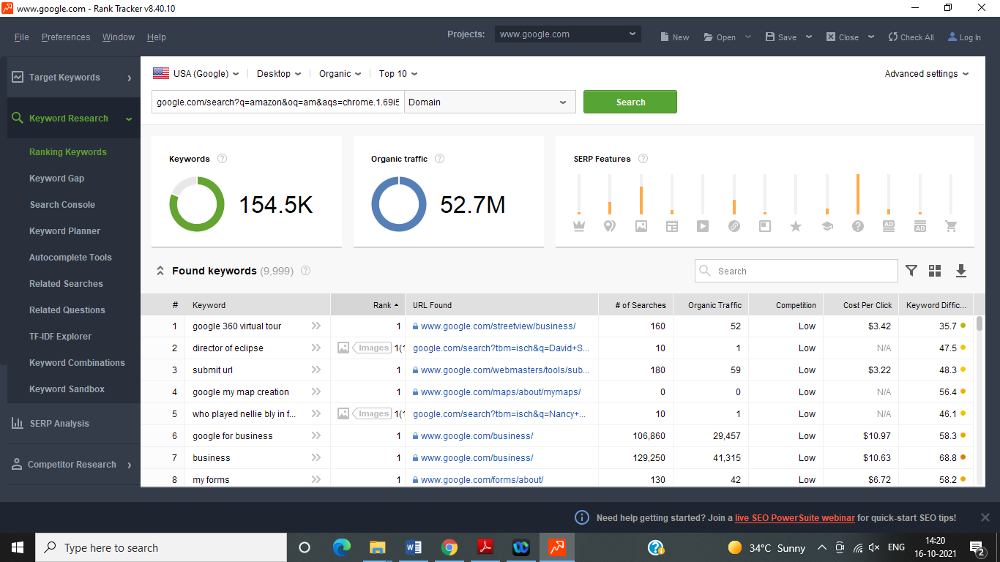 www.google.com - Rank Tracker v8.40.10
File Preferences Window Help
Projects: www.google.com New Open Save Close Check All Log In
Target Keywords
Keyword Research
Ranking Keywords
Keyword Gap
Search Console
Keyword Planner
Autocomplete Tools
Related Searches
Related Questions
TF-IDF Explorer
Keyword Combinations
Keyword Sandbox
SERP Analysis
Competitor Research
USA (Google) Desktop Organic Top 10 Advanced settings
google.com/search?q=amazon&oq=am&aqs=chrome.1.69i5 Domain Search
Keywords ? Organic traffic ? SERP Features ?
154.5K 52.7M
AD AD
Found keywords (9,999) ? Search
# Keyword Rank URL Found # of Searches Organic Traffic Competition Cost Per Click Keyword Diffic...
1 google 360 virtual tour 1 www.google.com/streetview/business/ 160 52 Low $3.42 35.7
2 director of eclipse Images 1(1 google.com/search?tbm=isch&q=David+S... 10 1 Low N/A 47.5
3 submit url 1 www.google.com/webmasters/tools/sub... 180 59 Low $3.22 48.3
4 google my map creation 1 www.google.com/maps/about/mymaps/ 0 0 Low N/A 56.4
5 who played nellie bly in f... Images 1(1 google.com/search?tbm=isch&q=Nancy+... 10 1 Low N/A 46.1
6 google for business 1 www.google.com/business/ 106,860 29,457 Low $10.97 58.3
7 business 1 www.google.com/business/ 129,250 41,315 Low $10.63 68.8
8 my forms 1 www.google.com/forms/about/ 130 42 Low $6.72 58.2
Need help getting started? Join a live SEO PowerSuite webinar for quick-start SEO tips!
Type here to search 34°C Sunny ENG 14:20
16-10-2021 2